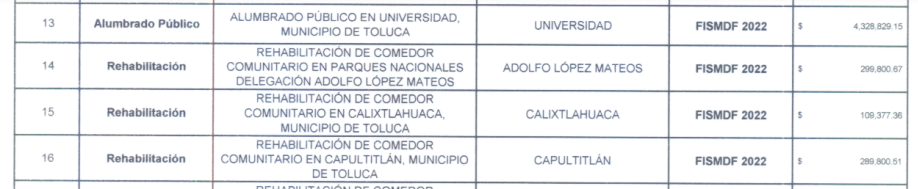 13 Alumbrado Público ALUMBRADO PÚBLICO EN UNIVERSIDAD, MUNICIPIO DE TOLUCA UNIVERSIDAD FISMDF 2022 $ 4,328,829.15
14 Rehabilitación REHABILITACIÓN DE COMEDOR COMUNITARIO EN PARQUES NACIONALES DELEGACIÓN ADOLFO LÓPEZ MATEOS ADOLFO LÓPEZ MATEOS FISMDF 2022 $ 299,800.67
15 Rehabilitación REHABILITACIÓN DE COMEDOR COMUNITARIO EN CALIXTLAHUACA, MUNICIPIO DE TOLUCA CALIXTLAHUACA FISMDF 2022 $ 109,377.36
16 Rehabilitación REHABILITACIÓN DE COMEDOR COMUNITARIO EN CAPULTITLÁN, MUNICIPIO DE TOLUCA CAPULTITLÁN FISMDF 2022 $ 289,800.51
REHABILITACIÓN DE COMEDOR